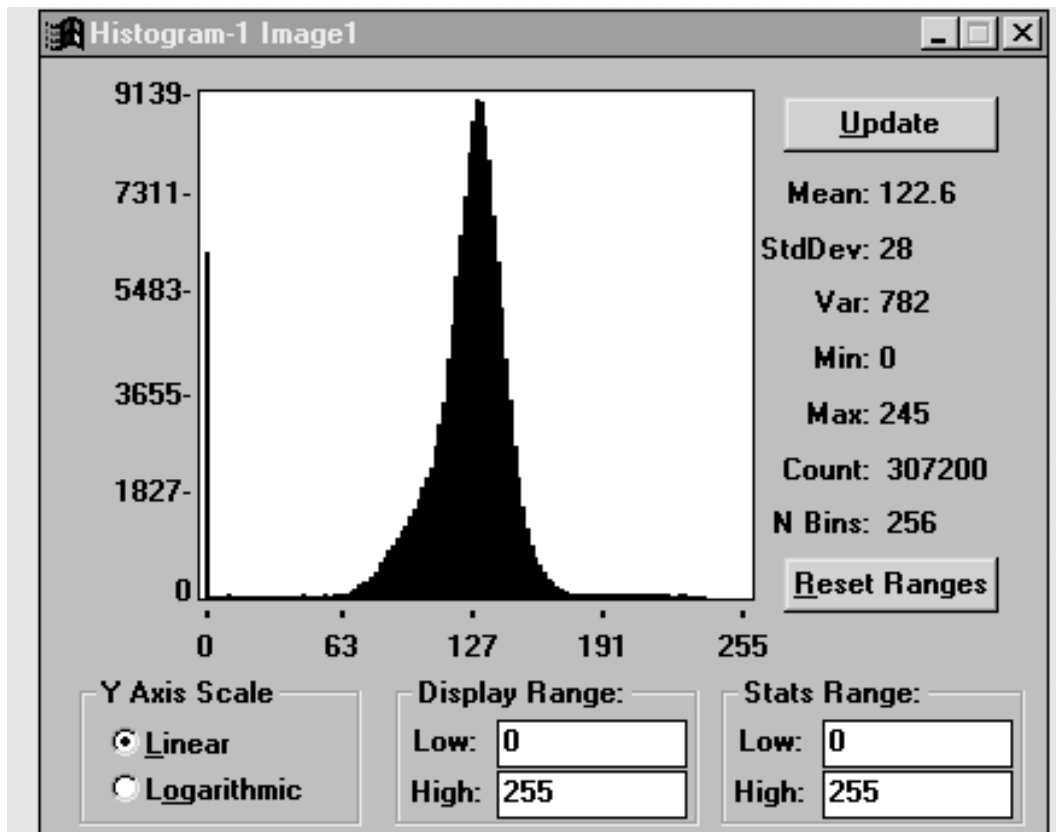 Histogram-1 Image1
9139-
7311-
5483-
3655-
1827-
0
0 63 127 191 255
Update
Mean: 122.6
StdDev: 28
Var: 782
Min: 0
Max: 245
Count: 307200
N Bins: 256
Reset Ranges
Y Axis Scale
Linear
Logarithmic
Display Range:
Low: 0
High: 255
Stats Range:
Low: 0
High: 255